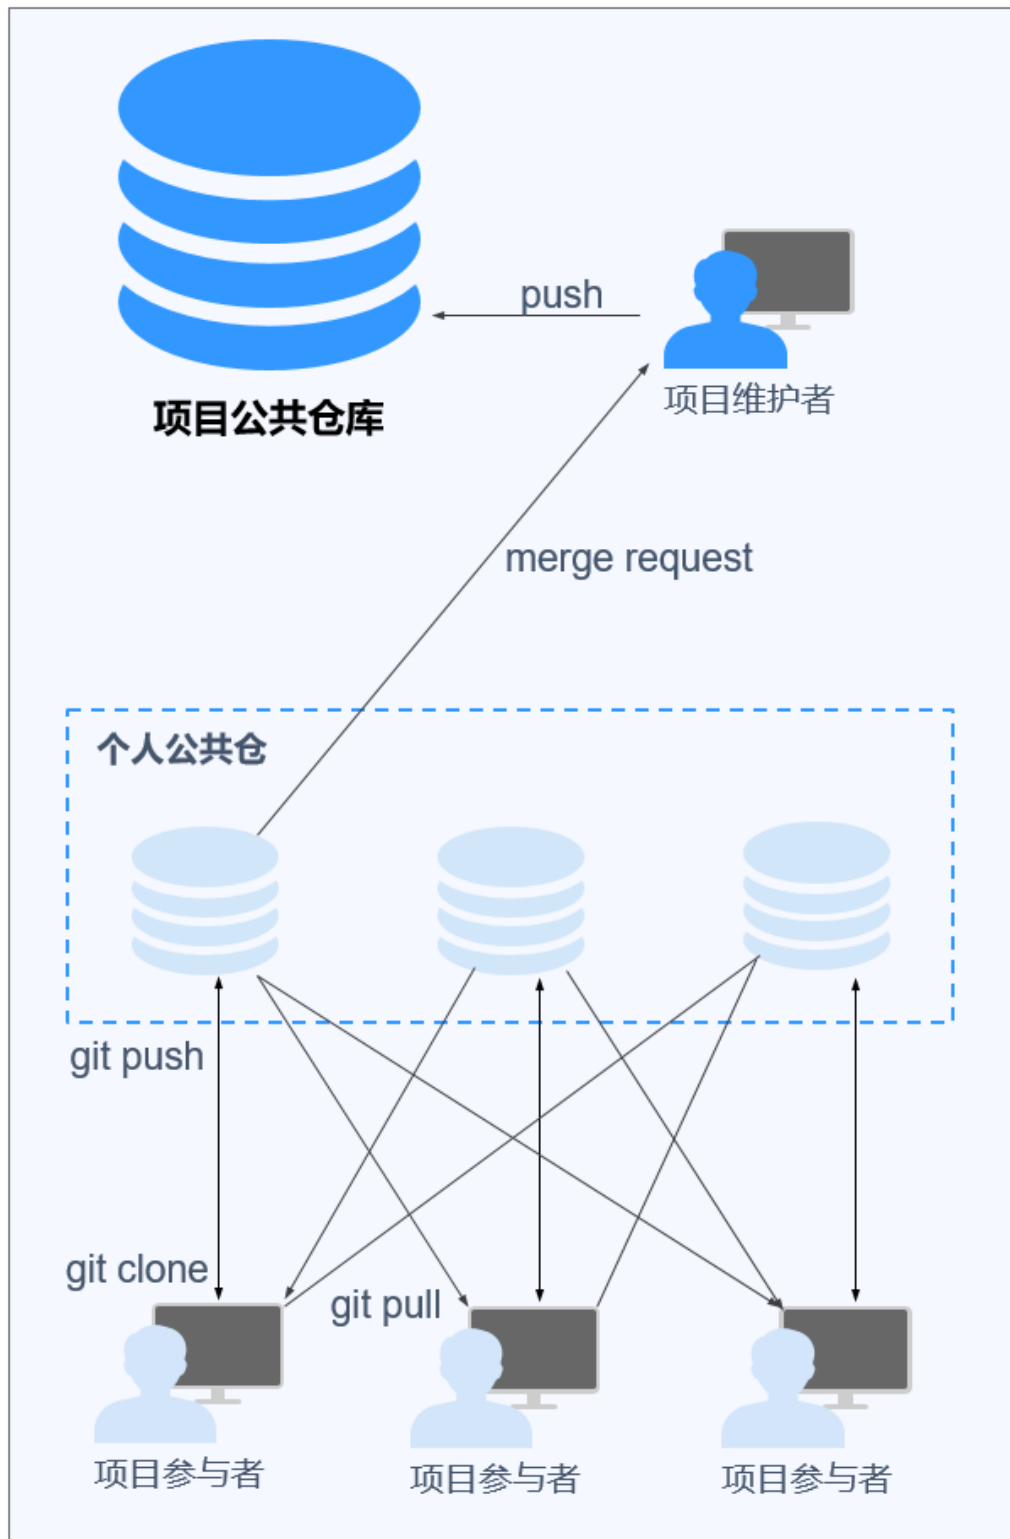 push
项目维护者
项目公共仓库
merge request
个人公共仓
git push
git clone
git pull
项目参与者
项目参与者
项目参与者